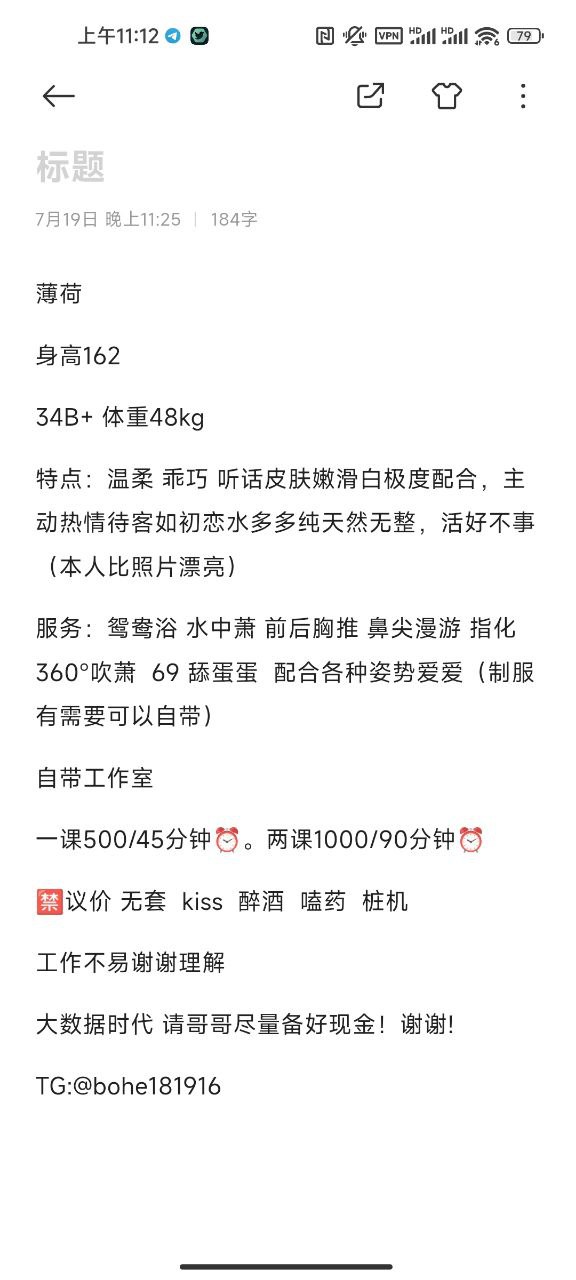 上午11:12
VPN HD HD 79
标题
7月19日 晚上11:25 | 184字
薄荷
身高162
34B+ 体重48kg
特点：温柔 乖巧 听话皮肤嫩滑白极度配合，主
动热情待客如初恋水多多纯天然无整，活好不事
（本人比照片漂亮）
服务：鸳鸯浴 水中萧 前后胸推 鼻尖漫游 指化
360°吹萧 69 舔蛋蛋 配合各种姿势爱爱（制服
有需要可以自带）
自带工作室
一课500/45分钟⏰。两课1000/90分钟⏰
🈲议价 无套 kiss 醉酒 嗑药 桩机
工作不易谢谢理解
大数据时代 请哥哥尽量备好现金！谢谢!
TG:@bohe181916